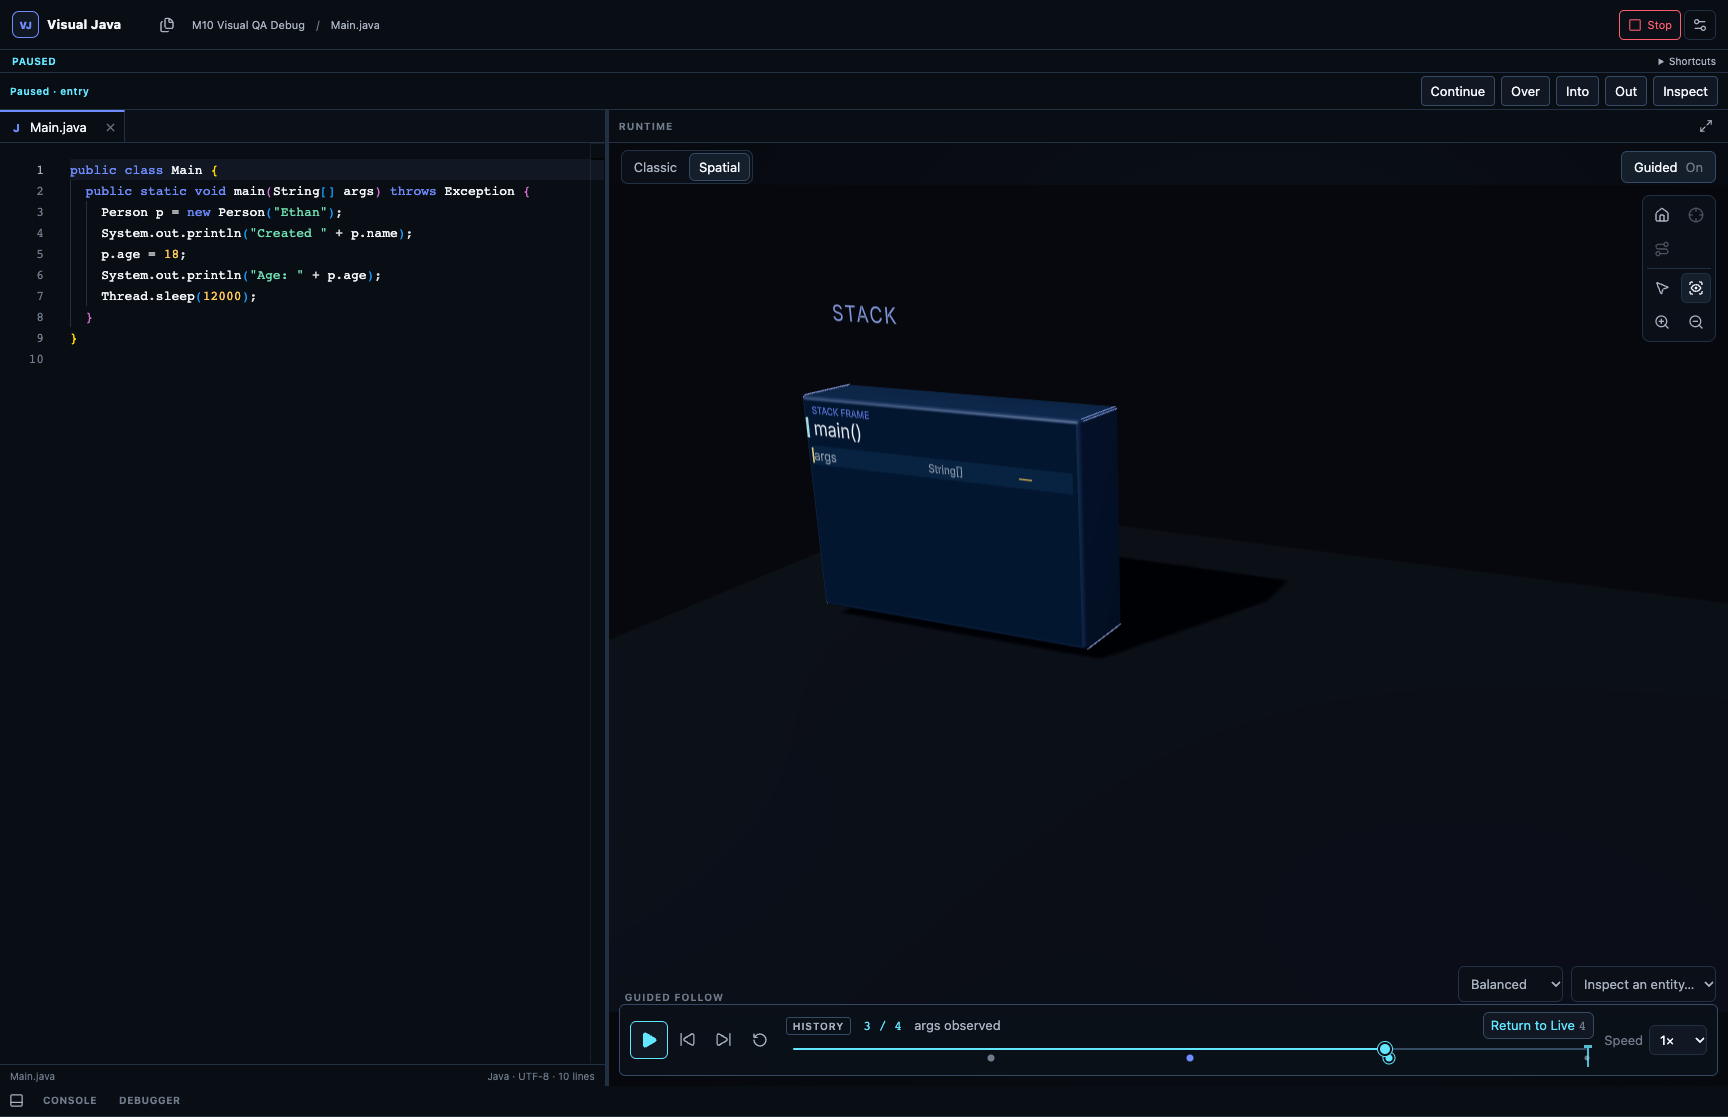 VJ Visual Java M10 Visual QA Debug / Main.java Stop
PAUSED Shortcuts
Paused · entry Continue Over Into Out Inspect
J Main.java
1 public class Main {
2 public static void main(String[] args) throws Exception {
3 Person p = new Person("Ethan");
4 System.out.println("Created " + p.name);
5 p.age = 18;
6 System.out.println("Age: " + p.age);
7 Thread.sleep(12000);
8 }
9 }
10
Main.java Java · UTF-8 · 10 lines
RUNTIME
Classic Spatial Guided On
STACK
STACK FRAME
main()
args String[] —
Balanced Inspect an entity...
GUIDED FOLLOW
HISTORY 3 / 4 args observed Return to Live 4
Speed 1×
CONSOLE DEBUGGER